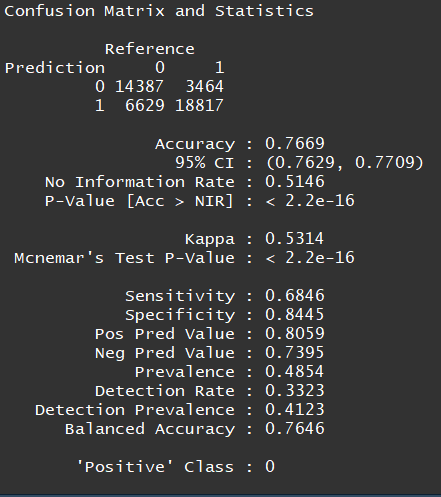 Confusion Matrix and Statistics
Reference
Prediction 0 1
0 14387 3464
1 6629 18817
Accuracy : 0.7669
95% CI : (0.7629, 0.7709)
No Information Rate : 0.5146
P-Value [Acc > NIR] : < 2.2e-16
Kappa : 0.5314
Mcnemar's Test P-Value : < 2.2e-16
Sensitivity : 0.6846
Specificity : 0.8445
Pos Pred Value : 0.8059
Neg Pred Value : 0.7395
Prevalence : 0.4854
Detection Rate : 0.3323
Detection Prevalence : 0.4123
Balanced Accuracy : 0.7646
'Positive' Class : 0